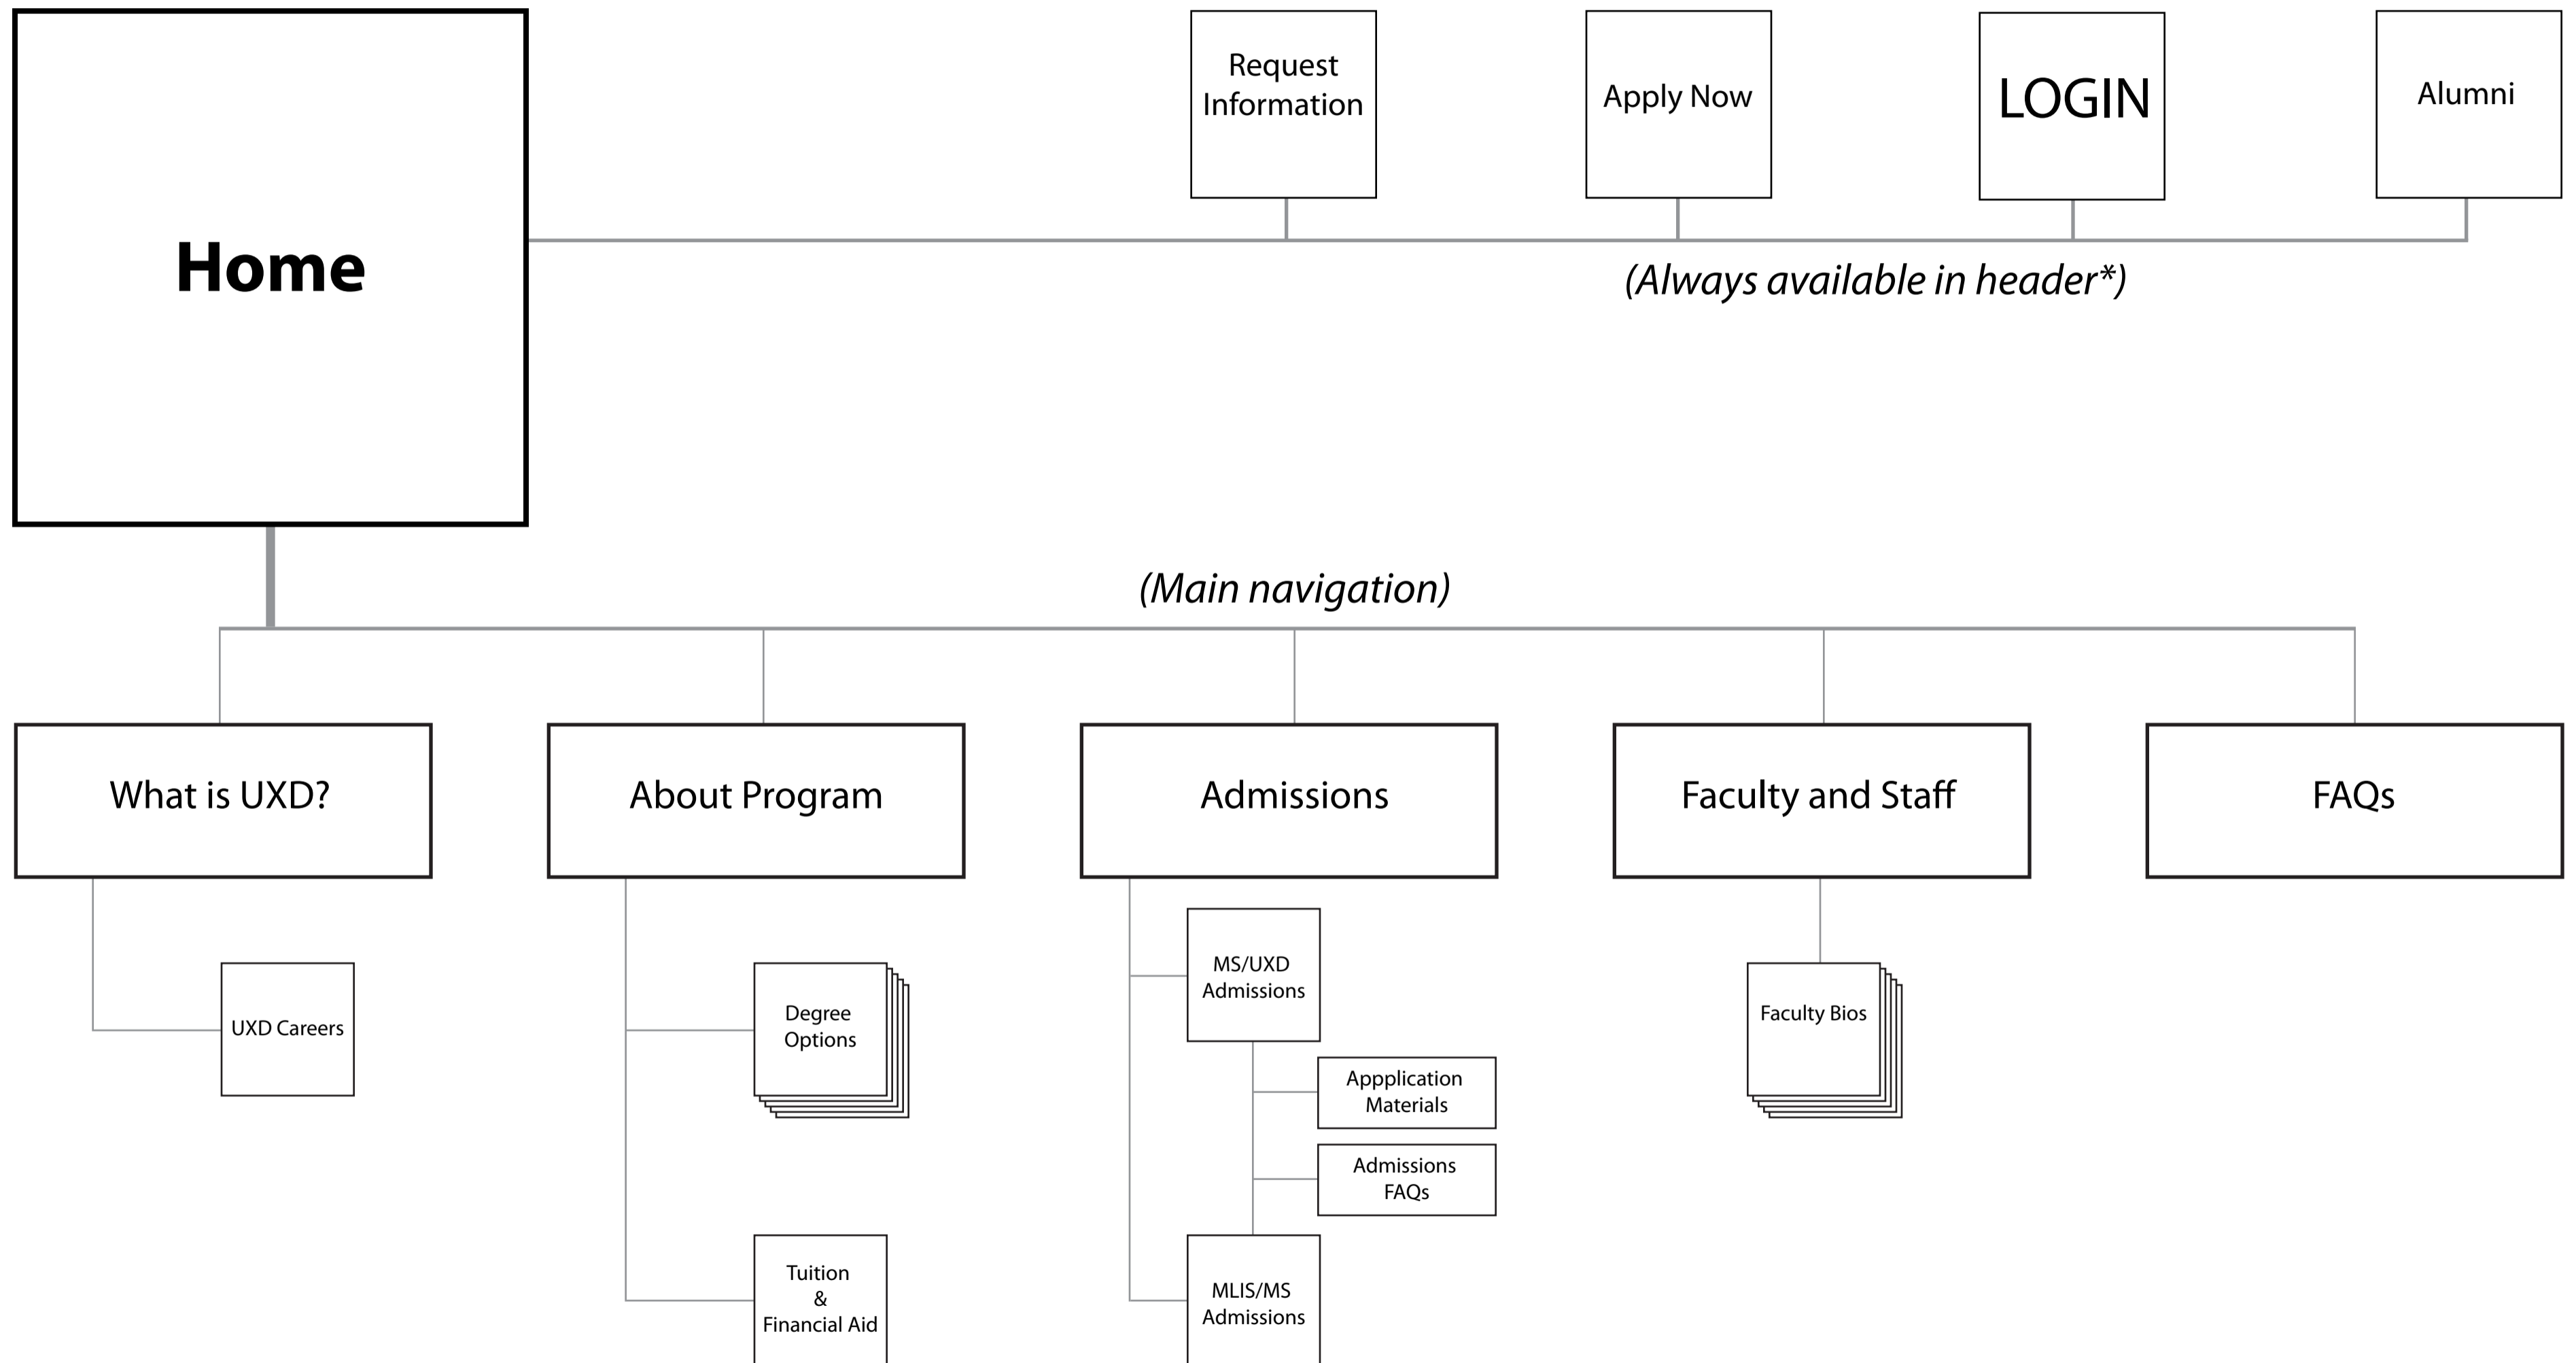 Home
Request
Information
Apply Now
LOGIN
Alumni
(Always available in header*)
(Main navigation)
What is UXD?
About Program
Admissions
Faculty and Staff
FAQs
UXD Careers
Degree
Options
Tuition
&
Financial Aid
MS/UXD
Admissions
Appplication
Materials
Admissions
FAQs
MLIS/MS
Admissions
Faculty Bios